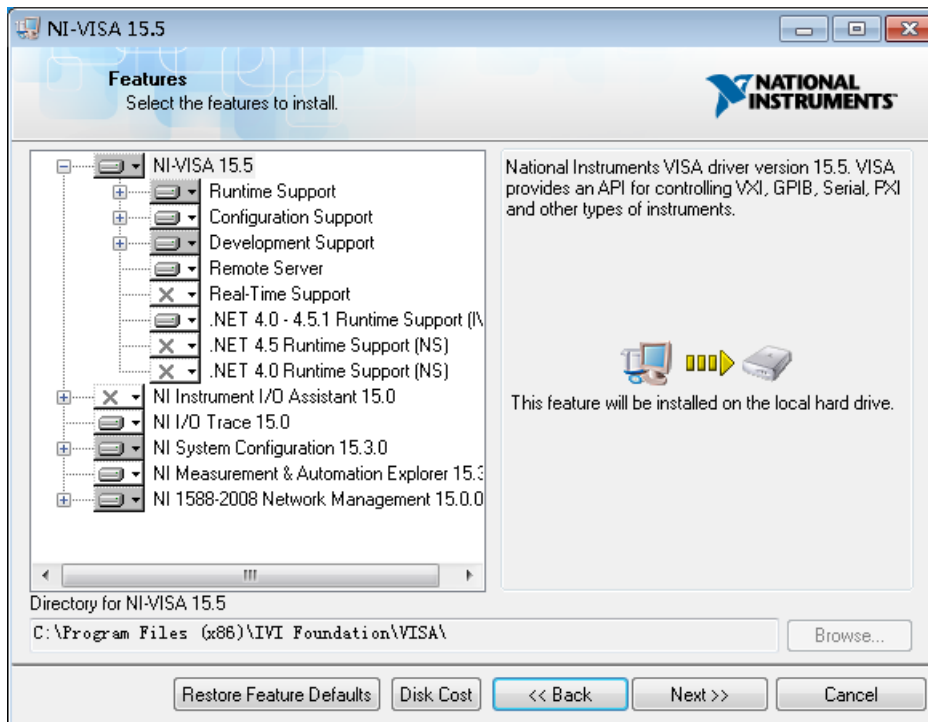 NI-VISA 15.5
Features
Select the features to install.
NATIONAL
INSTRUMENTS™
NI-VISA 15.5
Runtime Support
Configuration Support
Development Support
Remote Server
Real-Time Support
.NET 4.0 - 4.5.1 Runtime Support (IV
.NET 4.5 Runtime Support (NS)
.NET 4.0 Runtime Support (NS)
NI Instrument I/O Assistant 15.0
NI I/O Trace 15.0
NI System Configuration 15.3.0
NI Measurement & Automation Explorer 15.3
NI 1588-2008 Network Management 15.0.0
National Instruments VISA driver version 15.5. VISA
provides an API for controlling VXI, GPIB, Serial, PXI
and other types of instruments.
This feature will be installed on the local hard drive.
Directory for NI-VISA 15.5
C:\Program Files (x86)\IVI Foundation\VISA\
Browse...
Restore Feature Defaults
Disk Cost
<< Back
Next >>
Cancel